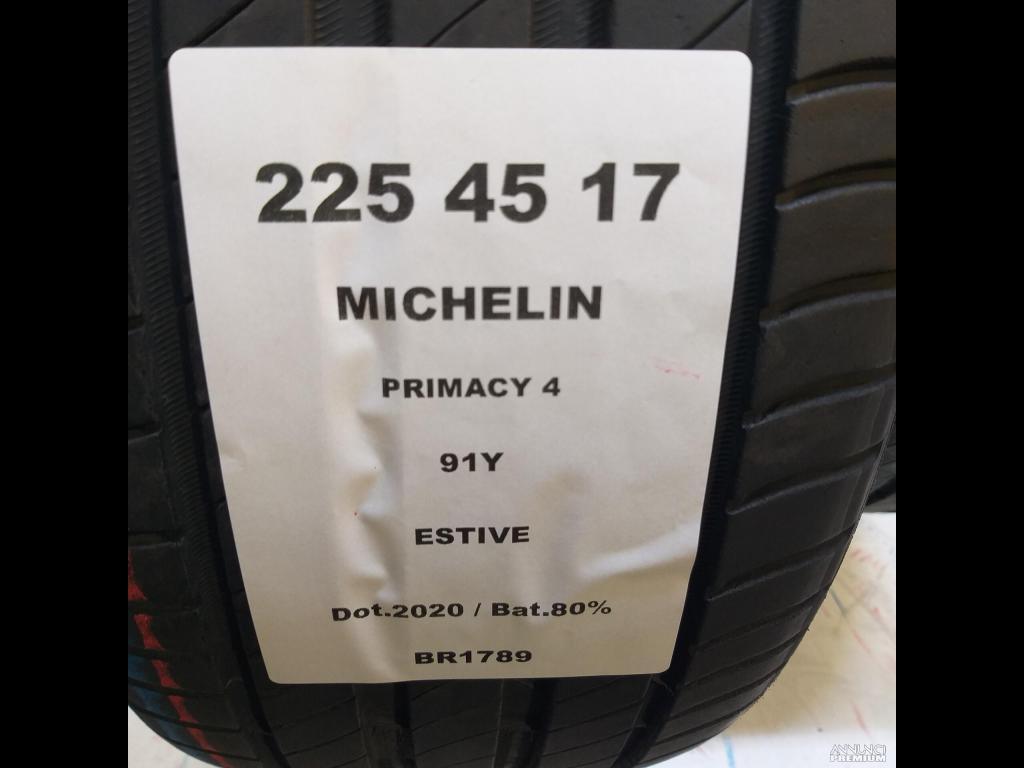 225 45 17
MICHELIN
PRIMACY 4
91Y
ESTIVE
Dot.2020 / Bat.80%
BR1789
ANNUNCI
PREMIUM